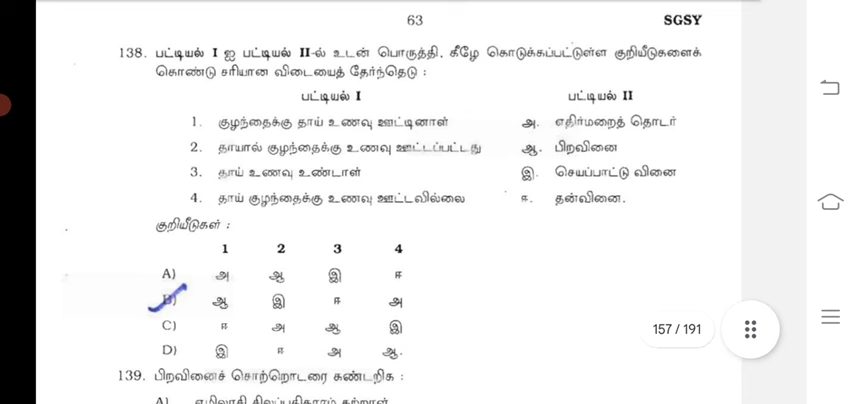 63 SGSY
138. பட்டியல் I ஐ பட்டியல் II-ல் உடன் பொருத்தி, கீழே கொடுக்கப்பட்டுள்ள குறியீடுகளைக்
கொண்டு சரியான விடையைத் தேர்ந்தெடு :
பட்டியல் I பட்டியல் II
1. குழந்தைக்கு தாய் உணவு ஊட்டினாள் அ. எதிர்மறைத் தொடர்
2. தாயால் குழந்தைக்கு உணவு ஊட்டப்பட்டது ஆ. பிறவினை
3. தாய் உணவு உண்டாள் இ. செயப்பாட்டு வினை
4. தாய் குழந்தைக்கு உணவு ஊட்டவில்லை ஈ. தன்வினை.
குறியீடுகள் :
1 2 3 4
A) அ ஆ இ ஈ
B) ஆ இ ஈ அ
C) ஈ அ ஆ இ
157 / 191
D) இ ஈ அ ஆ.
139. பிறவினைச் சொற்றொடரை கண்டறிக :
A)